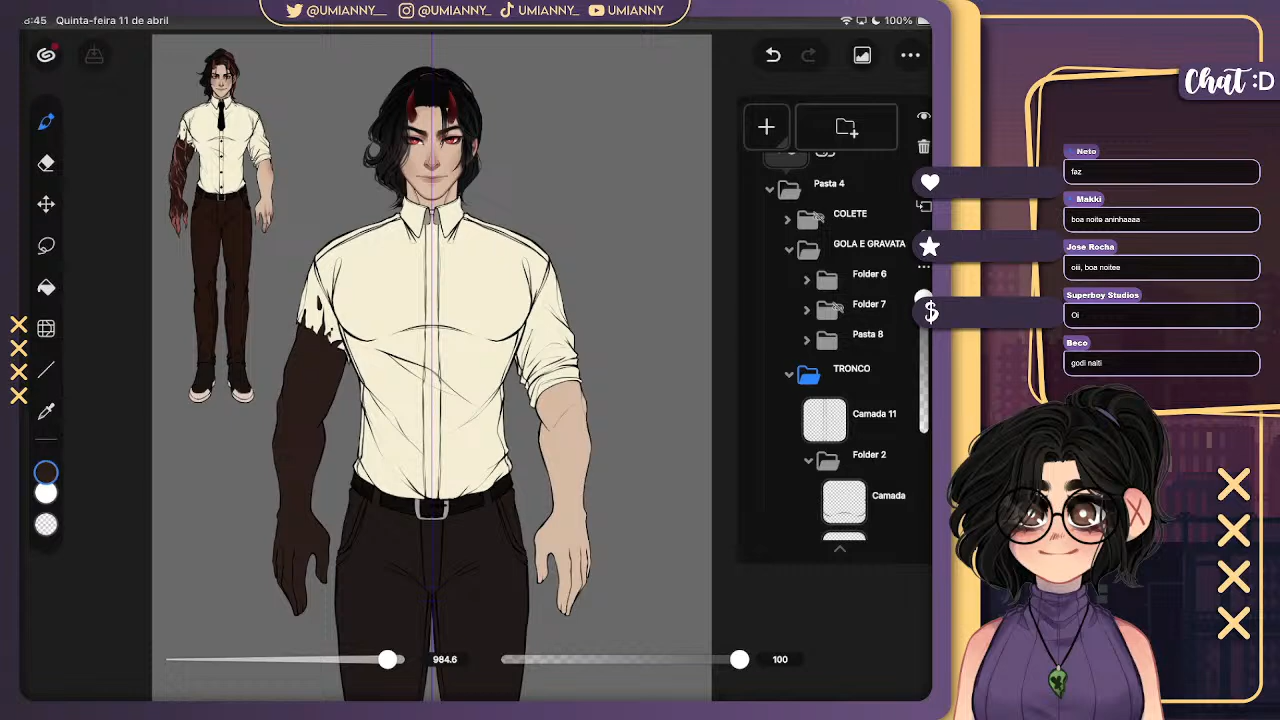 @UMIANNY__ @UMIANNY_ UMIANNY_ UMIANNY
8:45 Quinta-feira 11 de abril 100%
Chat :D
Pasta 4
COLETE
GOLA E GRAVATA
Folder 6
Folder 7
Pasta 8
TRONCO
Camada 11
Folder 2
Camada
984.6
100
Neto
faz
Makki
boa noite aninhaaaa
Jose Rocha
oiii, boa noitee
Superboy Studios
Oi
Beco
godi naiti